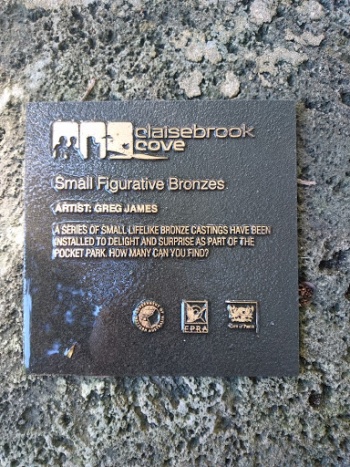 claisebrook
cove
Small Figurative Bronzes
ARTIST: GREG JAMES
A SERIES OF SMALL LIFELIKE BRONZE CASTINGS HAVE BEEN
INSTALLED TO DELIGHT AND SURPRISE AS PART OF THE
POCKET PARK. HOW MANY CAN YOU FIND?
EPRA